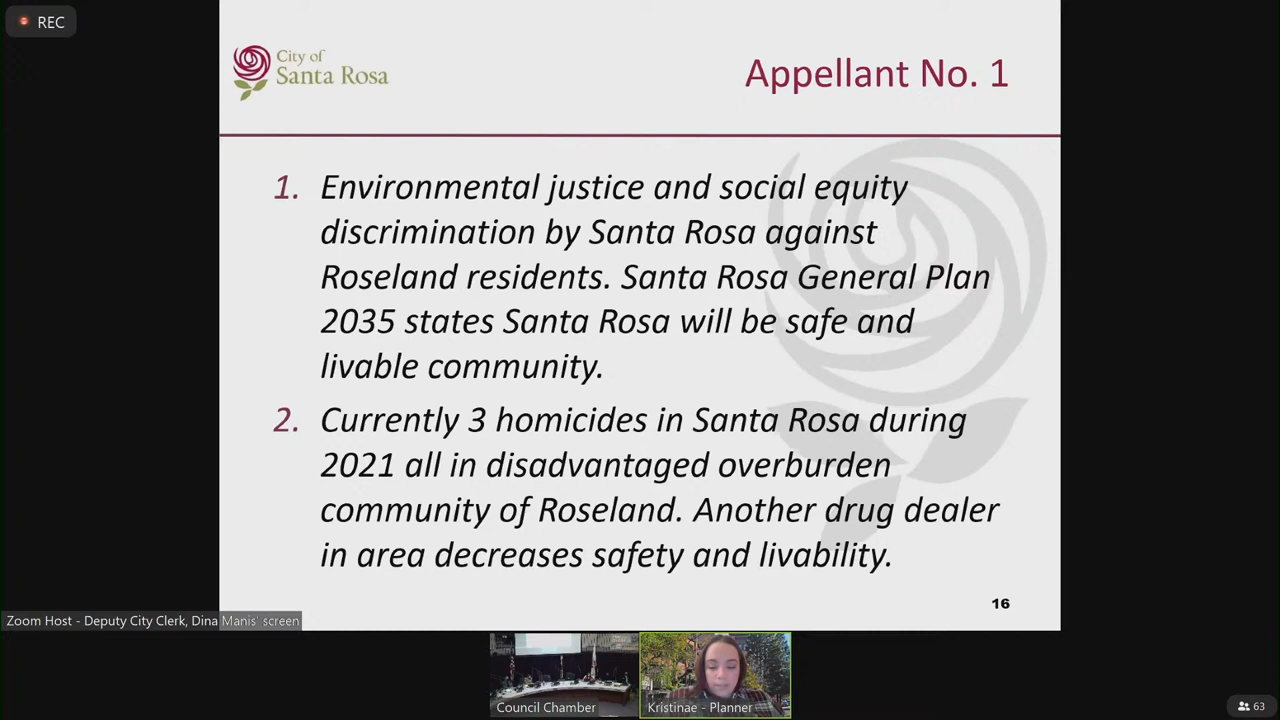 REC
City of
Santa Rosa
Appellant No. 1
1. Environmental justice and social equity
discrimination by Santa Rosa against
Roseland residents. Santa Rosa General Plan
2035 states Santa Rosa will be safe and
livable community.
2. Currently 3 homicides in Santa Rosa during
2021 all in disadvantaged overburden
community of Roseland. Another drug dealer
in area decreases safety and livability.
16
Zoom Host - Deputy City Clerk, Dina Manis' screen
Council Chamber
Kristinae - Planner
63